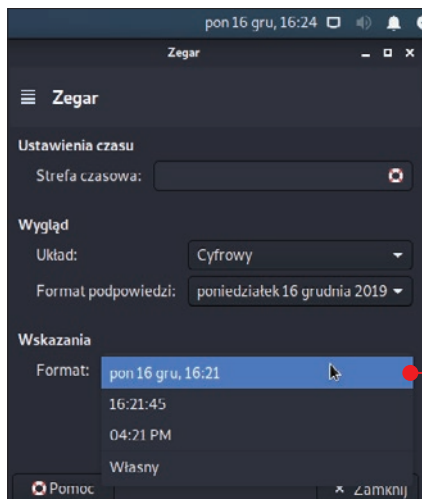 pon 16 gru, 16:24
Zegar
Zegar
Ustawienia czasu
Strefa czasowa:
Wygląd
Układ: Cyfrowy
Format podpowiedzi: poniedziałek 16 grudnia 2019
Wskazania
Format: pon 16 gru, 16:21
16:21:45
04:21 PM
Własny
Pomoc Zamknij